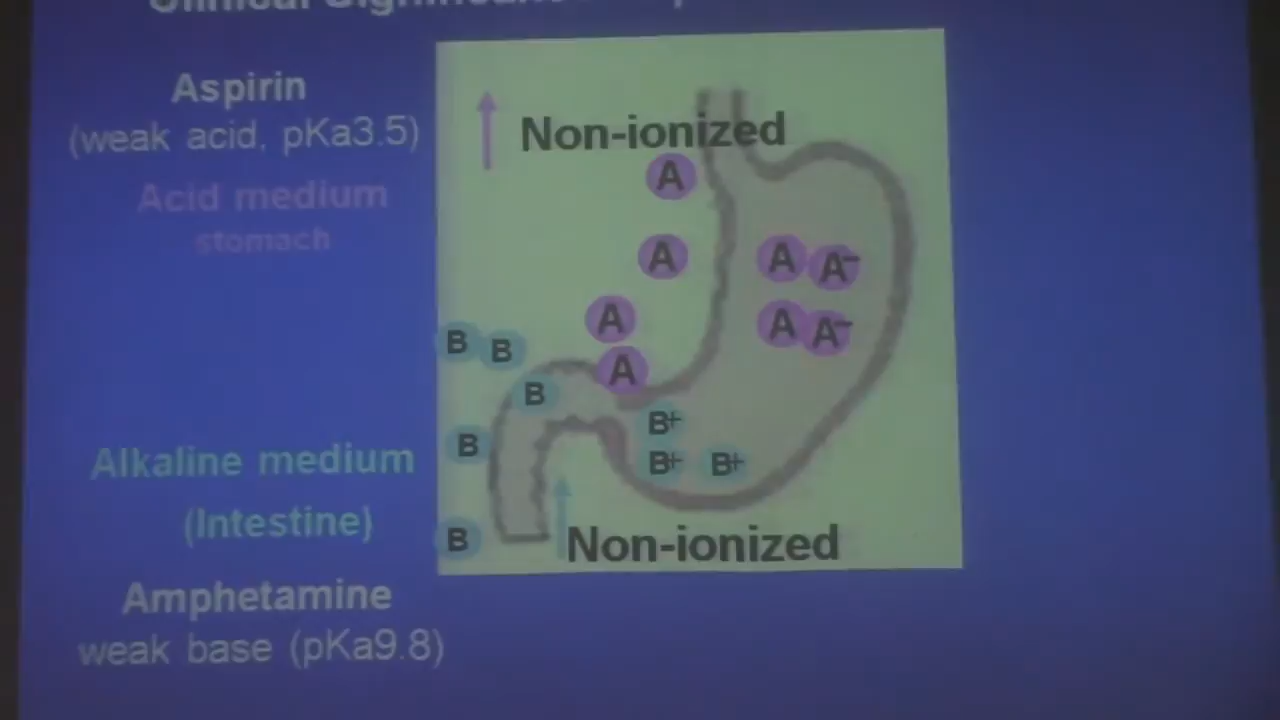 Aspirin
(weak acid, pKa3.5)
Acid medium
stomach
Alkaline medium
(Intestine)
Amphetamine
weak base (pKa9.8)
Non-ionized
A
A
A A⁻
A
A A⁻
A
B B
B
B⁺
B
B⁺ B⁺
B
Non-ionized